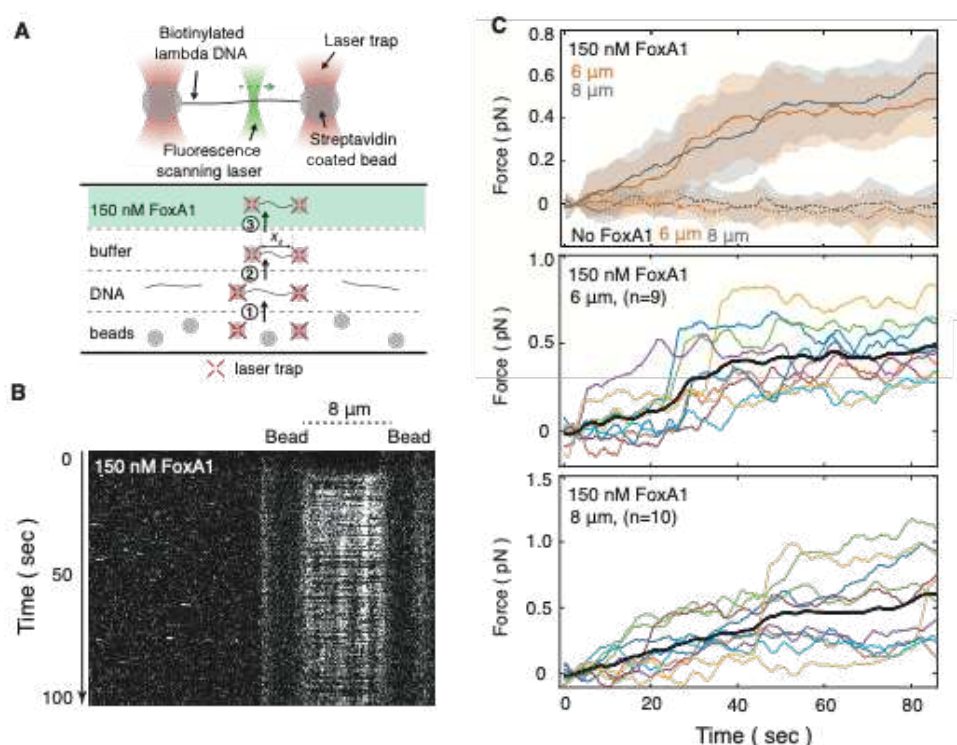 A
Biotinylated
lambda DNA
Laser trap
Fluorescence
scanning laser
Streptavidin
coated bead
150 nM FoxA1
③
buffer
②
DNA
①
beads
laser trap
B
8 µm
Bead
Bead
150 nM FoxA1
0
50
100
Time ( sec )
C
150 nM FoxA1
6 µm
8 µm
0.8
0.6
0.4
0.2
0
Force ( pN )
No FoxA1 6 µm 8 µm
150 nM FoxA1
6 µm, (n=9)
1.0
0.5
0
Force ( pN )
150 nM FoxA1
8 µm, (n=10)
1.5
1.0
0.5
0
Force ( pN )
0 20 40 60 80
Time ( sec )